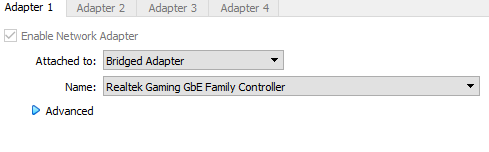 Adapter 1 Adapter 2 Adapter 3 Adapter 4
Enable Network Adapter
Attached to: Bridged Adapter
Name: Realtek Gaming GbE Family Controller
Advanced